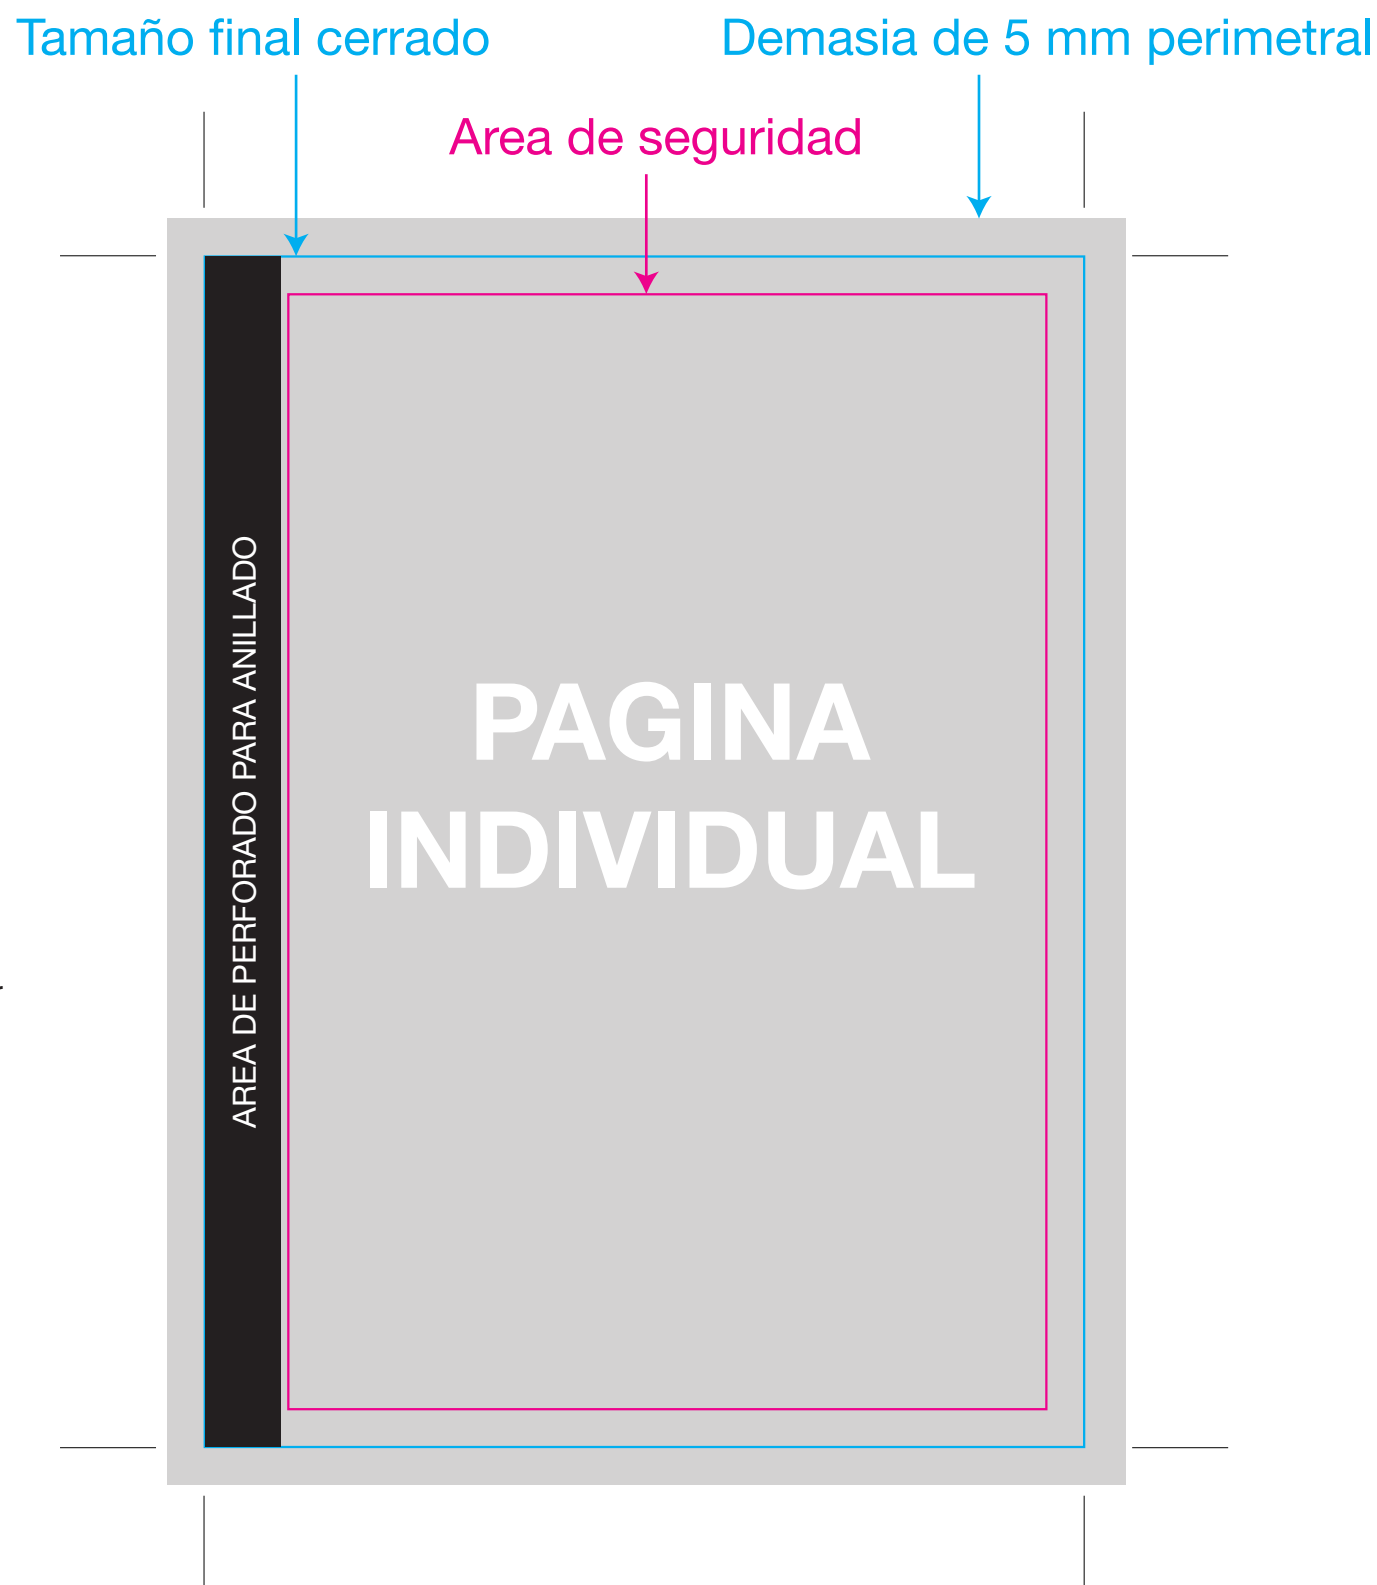 Tamaño final cerrado
Demasia de 5 mm perimetral
Area de seguridad
AREA DE PERFORADO PARA ANILLADO
PAGINA
INDIVIDUAL